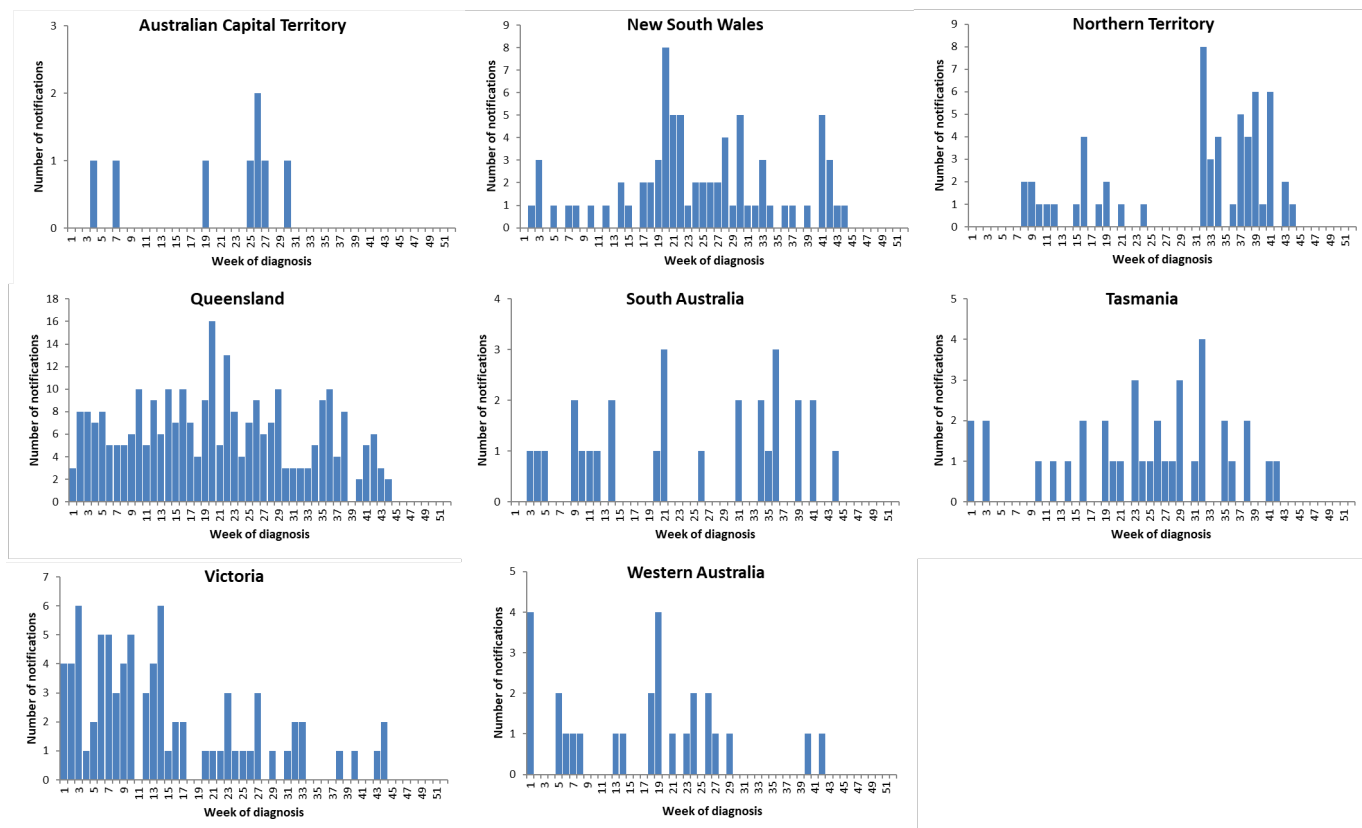 Australian Capital Territory
Number of notifications
3
2
1
0
1 3 5 7 9 11 13 15 17 19 21 23 25 27 29 31 33 35 37 39 41 43 45 47 49 51
Week of diagnosis
New South Wales
Number of notifications
9
8
7
6
5
4
3
2
1
0
1 3 5 7 9 11 13 15 17 19 21 23 25 27 29 31 33 35 37 39 41 43 45 47 49 51
Week of diagnosis
Northern Territory
Number of notifications
9
8
7
6
5
4
3
2
1
0
1 3 5 7 9 11 13 15 17 19 21 23 25 27 29 31 33 35 37 39 41 43 45 47 49 51
Week of diagnosis
Queensland
Number of notifications
18
16
14
12
10
8
6
4
2
0
1 3 5 7 9 11 13 15 17 19 21 23 25 27 29 31 33 35 37 39 41 43 45 47 49 51
Week of diagnosis
South Australia
Number of notifications
4
3
2
1
0
1 3 5 7 9 11 13 15 17 19 21 23 25 27 29 31 33 35 37 39 41 43 45 47 49 51
Week of diagnosis
Tasmania
Number of notifications
5
4
3
2
1
0
1 3 5 7 9 11 13 15 17 19 21 23 25 27 29 31 33 35 37 39 41 43 45 47 49 51
Week of diagnosis
Victoria
Number of notifications
7
6
5
4
3
2
1
0
1 3 5 7 9 11 13 15 17 19 21 23 25 27 29 31 33 35 37 39 41 43 45 47 49 51
Week of diagnosis
Western Australia
Number of notifications
5
4
3
2
1
0
1 3 5 7 9 11 13 15 17 19 21 23 25 27 29 31 33 35 37 39 41 43 45 47 49 51
Week of diagnosis